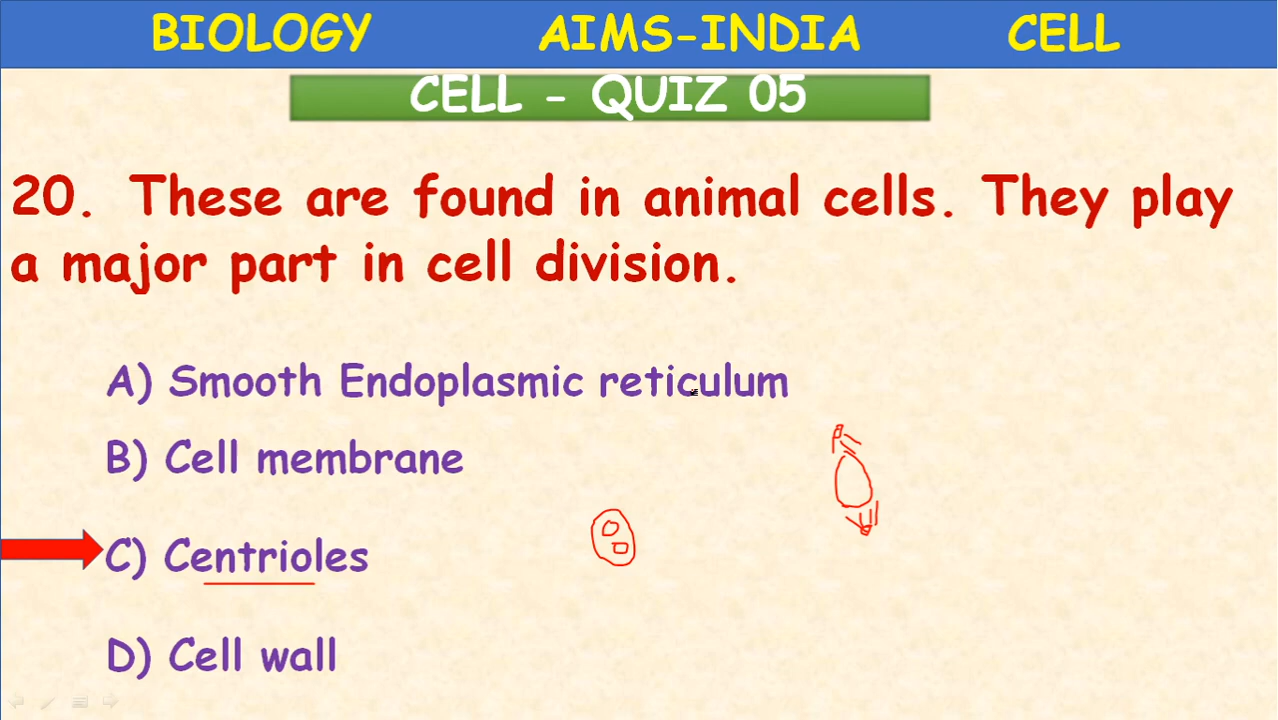 BIOLOGY AIMS-INDIA CELL
CELL - QUIZ 05
20. These are found in animal cells. They play
a major part in cell division.
A) Smooth Endoplasmic reticulum
B) Cell membrane
C) Centrioles
D) Cell wall